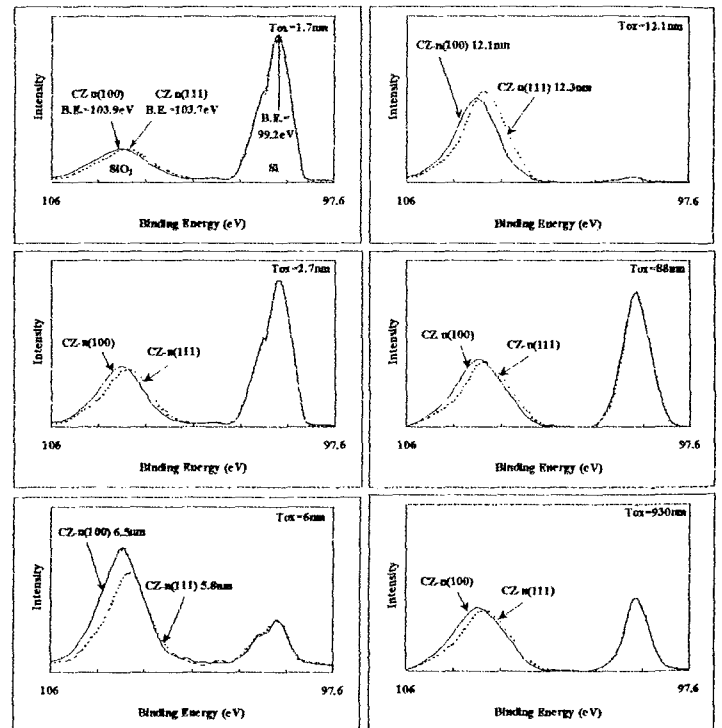 Tox=1.7nm
CZ-n(100) CZ-n(111)
B.E.=103.9eV B.E.=103.7eV
B.E.=
99.2eV
SiO2 Si
Intensity
106 97.6
Binding Energy (eV)
Tox=12.1nm
CZ-n(100) 12.1nm
CZ-n(111) 12.3nm
Intensity
106 97.6
Binding Energy (eV)
Tox=2.7nm
CZ-n(100) CZ-n(111)
Intensity
106 97.6
Binding Energy (eV)
Tox=88nm
CZ-n(100) CZ-n(111)
Intensity
106 97.6
Binding Energy (eV)
Tox=6nm
CZ-n(100) 6.5nm
CZ-n(111) 5.8nm
Intensity
106 97.6
Binding Energy (eV)
Tox=930nm
CZ-n(100) CZ-n(111)
Intensity
106 97.6
Binding Energy (eV)